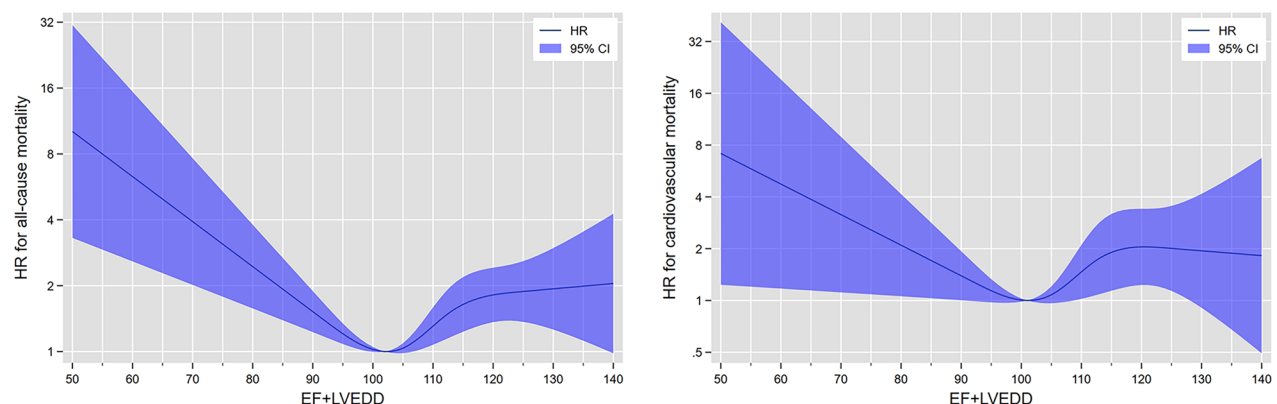 HR for all-cause mortality
32
16
8
4
2
1
HR
95% CI
50 60 70 80 90 100 110 120 130 140
EF+LVEDD
HR for cardiovascular mortality
32
16
8
4
2
1
.5
HR
95% CI
50 60 70 80 90 100 110 120 130 140
EF+LVEDD